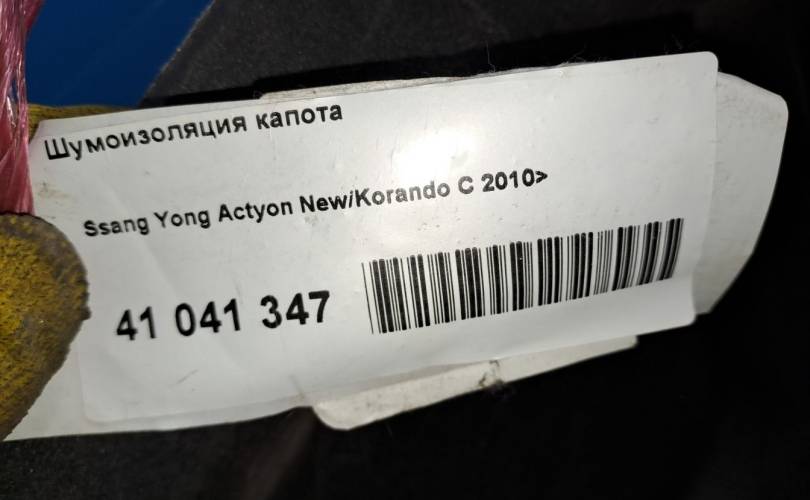 Шумоизоляция капота
Ssang Yong Actyon New/Korando C 2010>
41 041 347